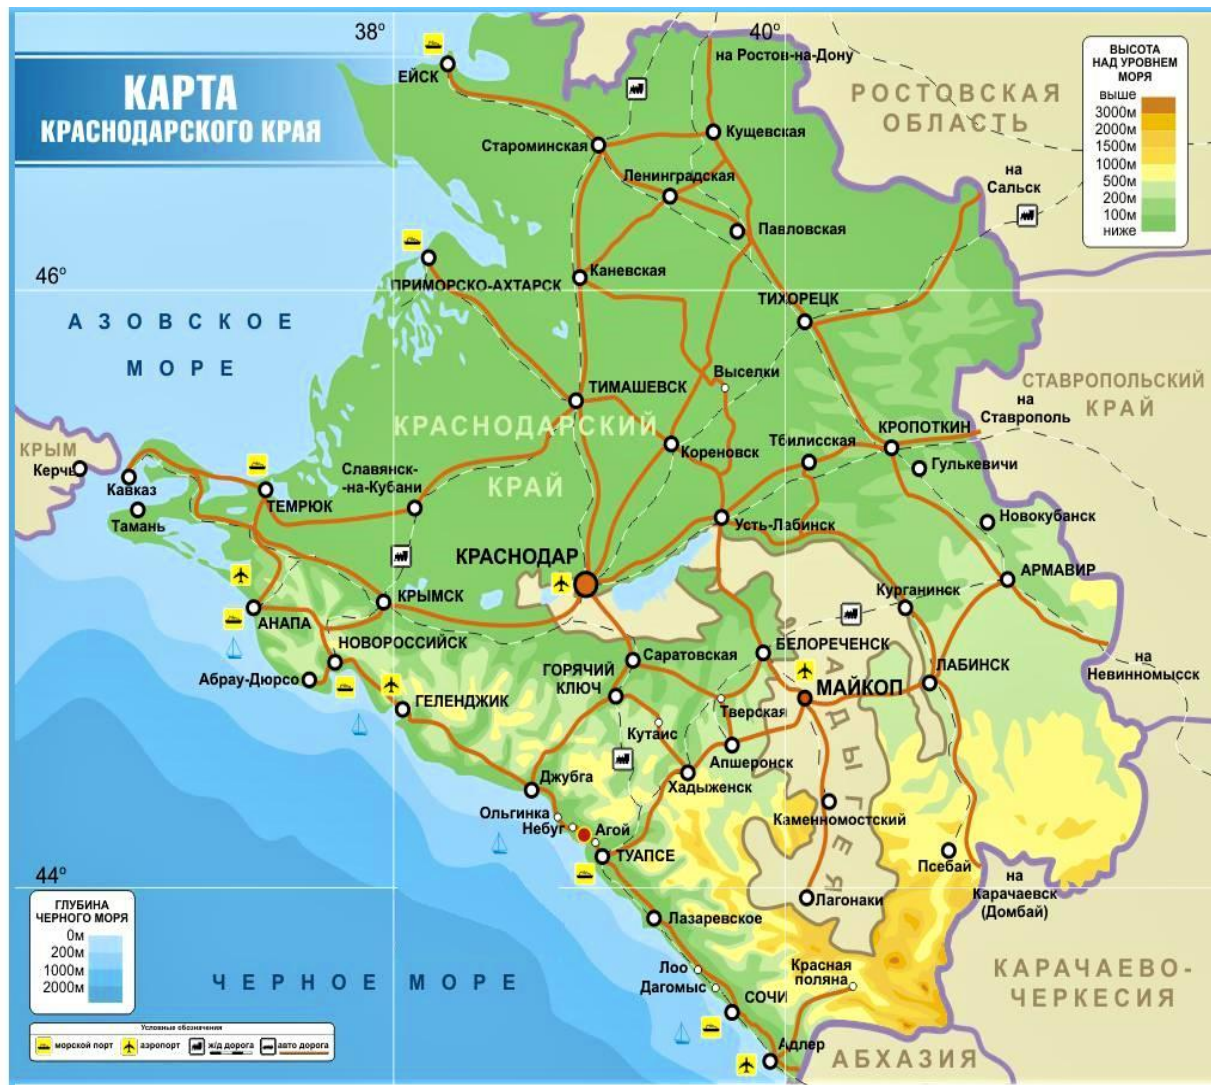 КАРТА
КРАСНОДАРСКОГО КРАЯ
38°
40°
на Ростов-на-Дону
ВЫСОТА
НАД УРОВНЕМ
МОРЯ
выше
3000м
2000м
1500м
1000м
500м
200м
100м
ниже
ЕЙСК
РОСТОВСКАЯ
ОБЛАСТЬ
Кущевская
Староминская
Ленинградская
на
Сальск
Павловская
46°
Каневская
ПРИМОРСКО-АХТАРСК
ТИХОРЕЦК
АЗОВСКОЕ
МОРЕ
Выселки
ТИМАШЕВСК
СТАВРОПОЛЬСКИЙ
КРАЙ
на
Ставрополь
КРАСНОДАРСКИЙ
КРАЙ
КРОПОТКИН
Тбилисская
Кореновск
Гулькевичи
КРЫМ
Керчь
Кавказ
Тамань
ТЕМРЮК
Славянск-
-на-Кубани
Усть-Лабинск
Новокубанск
КРАСНОДАР
АРМАВИР
Курганинск
КРЫМСК
АНАПА
НОВОРОССИЙСК
Абрау-Дюрсо
ГЕЛЕНДЖИК
ГОРЯЧИЙ
КЛЮЧ
Саратовская
БЕЛОРЕЧЕНСК
МАЙКОП
ЛАБИНСК
на
Невинномысск
Тверская
Кутаис
Апшеронск
Хадыженск
АДЫГЕЯ
Джубга
Ольгинка
Небуг
Агой
ТУАПСЕ
Каменномостский
Псебай
на
Карачаевск
(Домбай)
44°
Лагонаки
Лазаревское
ГЛУБИНА
ЧЕРНОГО МОРЯ
0м
200м
1000м
2000м
ЧЕРНОЕ МОРЕ
Лоо
Дагомыс
СОЧИ
Красная
поляна
КАРАЧАЕВО-
ЧЕРКЕСИЯ
Адлер
АБХАЗИЯ
Условные обозначения
морской порт
аэропорт
ж/д дорога
авто дорога